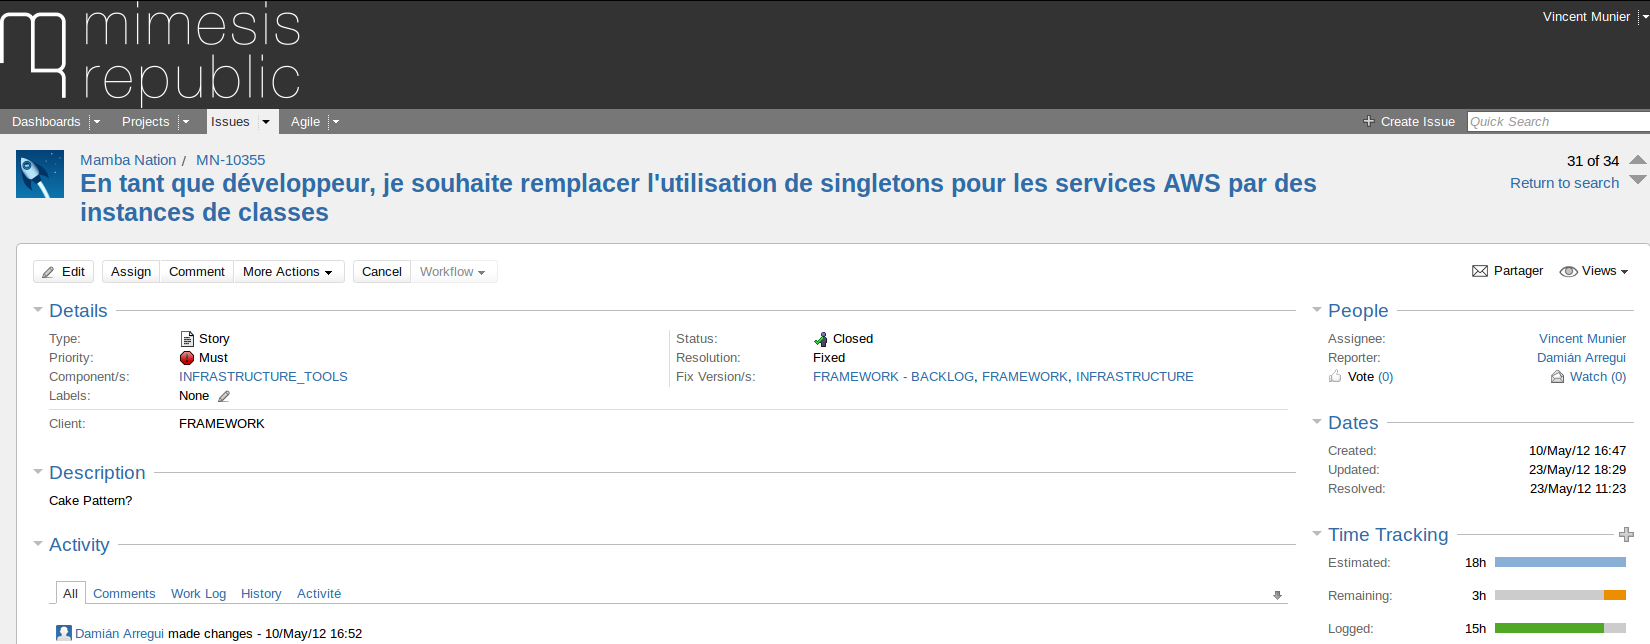 mimesis
republic
Vincent Munier
Dashboards Projects Issues Agile Create Issue Quick Search
Mamba Nation / MN-10355
31 of 34
En tant que développeur, je souhaite remplacer l'utilisation de singletons pour les services AWS par des
instances de classes
Return to search
Edit Assign Comment More Actions Cancel Workflow Partager Views
Details
Type: Story
Priority: Must
Component/s: INFRASTRUCTURE_TOOLS
Labels: None
Client: FRAMEWORK
Status: Closed
Resolution: Fixed
Fix Version/s: FRAMEWORK - BACKLOG, FRAMEWORK, INFRASTRUCTURE
Description
Cake Pattern?
Activity
All Comments Work Log History Activité
Damián Arregui made changes - 10/May/12 16:52
People
Assignee: Vincent Munier
Reporter: Damián Arregui
Vote (0) Watch (0)
Dates
Created: 10/May/12 16:47
Updated: 23/May/12 18:29
Resolved: 23/May/12 11:23
Time Tracking
Estimated: 18h
Remaining: 3h
Logged: 15h